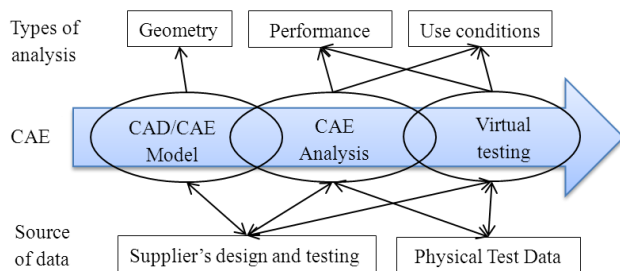 Types of
analysis
Geometry
Performance
Use conditions
CAE
CAD/CAE
Model
CAE
Analysis
Virtual
testing
Source
of data
Supplier's design and testing
Physical Test Data